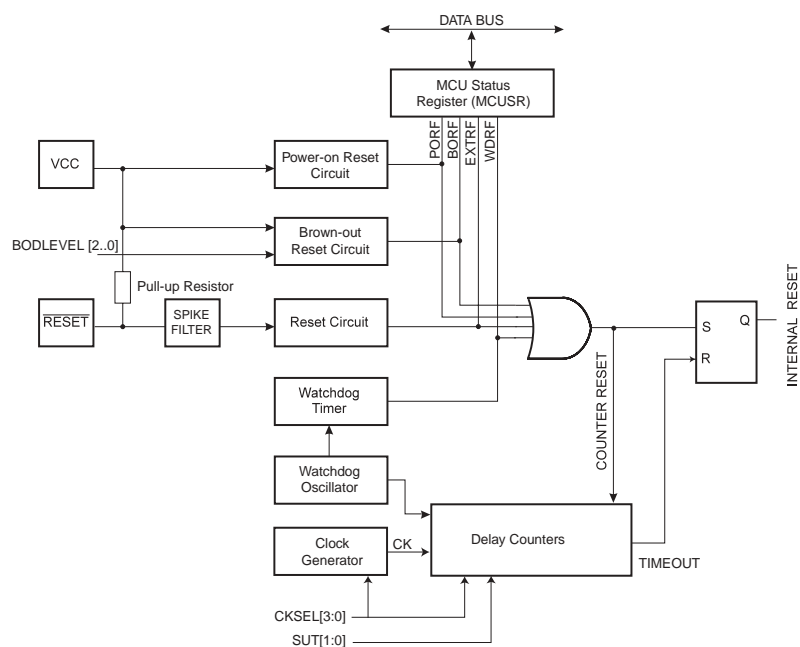 DATA BUS
MCU Status
Register (MCUSR)
PORF
BORF
EXTRF
WDRF
VCC
Power-on Reset
Circuit
BODLEVEL [2..0]
Brown-out
Reset Circuit
Pull-up Resistor
RESET
SPIKE
FILTER
Reset Circuit
S
Q
R
INTERNAL RESET
Watchdog
Timer
COUNTER RESET
Watchdog
Oscillator
Clock
Generator
CK
Delay Counters
TIMEOUT
CKSEL[3:0]
SUT[1:0]